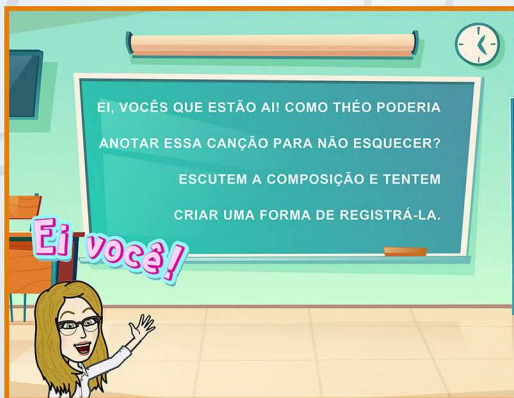 EI, VOCÊS QUE ESTÃO AI! COMO THÉO PODERIA
ANOTAR ESSA CANÇÃO PARA NÃO ESQUECER?
ESCUTEM A COMPOSIÇÃO E TENTEM
CRIAR UMA FORMA DE REGISTRÁ-LA.
Ei você!